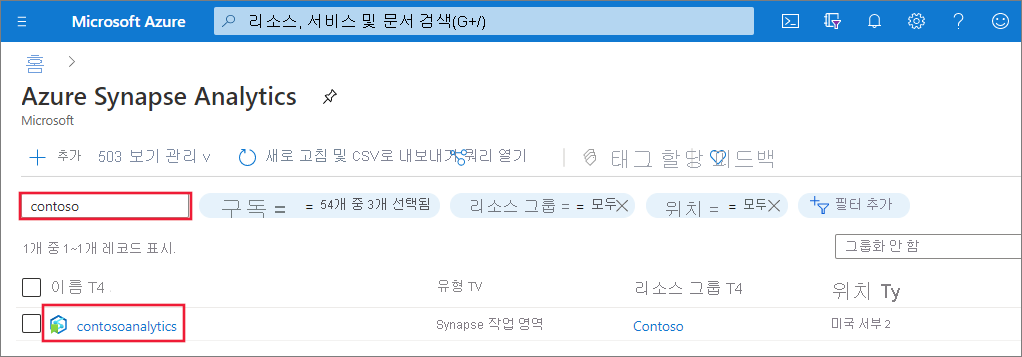 Microsoft Azure 리소스, 서비스 및 문서 검색(G+/)
홈
Azure Synapse Analytics
Microsoft
추가 503 보기 관리 v 새로 고침 및 CSV로 내보내기 쿼리 열기 태그 할당 피드백
contoso 구독 = = 54개 중 3개 선택됨 리소스 그룹 = = 모두 위치 = = 모두 필터 추가
1개 중 1~1개 레코드 표시. 그룹화 안 함
이름 T4 유형 TV 리소스 그룹 T4 위치 Ty
contosoanalytics Synapse 작업 영역 Contoso 미국 서부 2